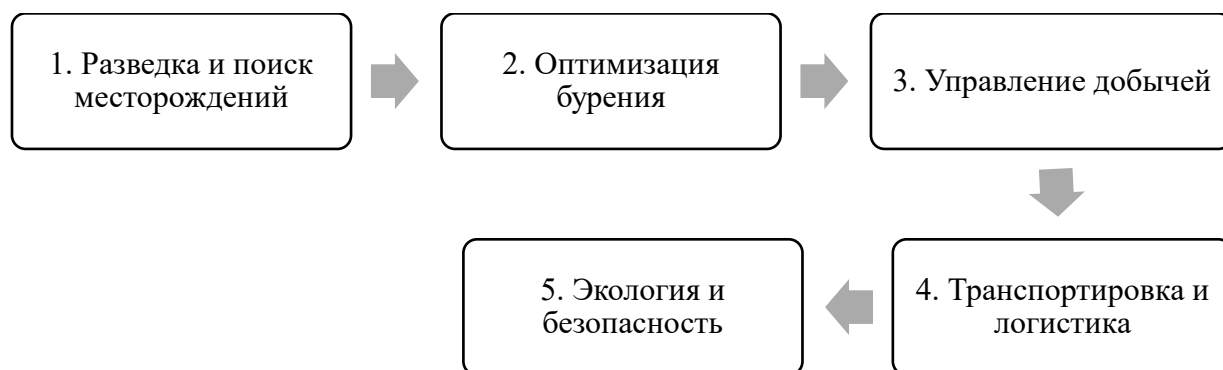 1. Разведка и поиск
месторождений
2. Оптимизация
бурения
3. Управление добычей
4. Транспортировка и
логистика
5. Экология и
безопасность